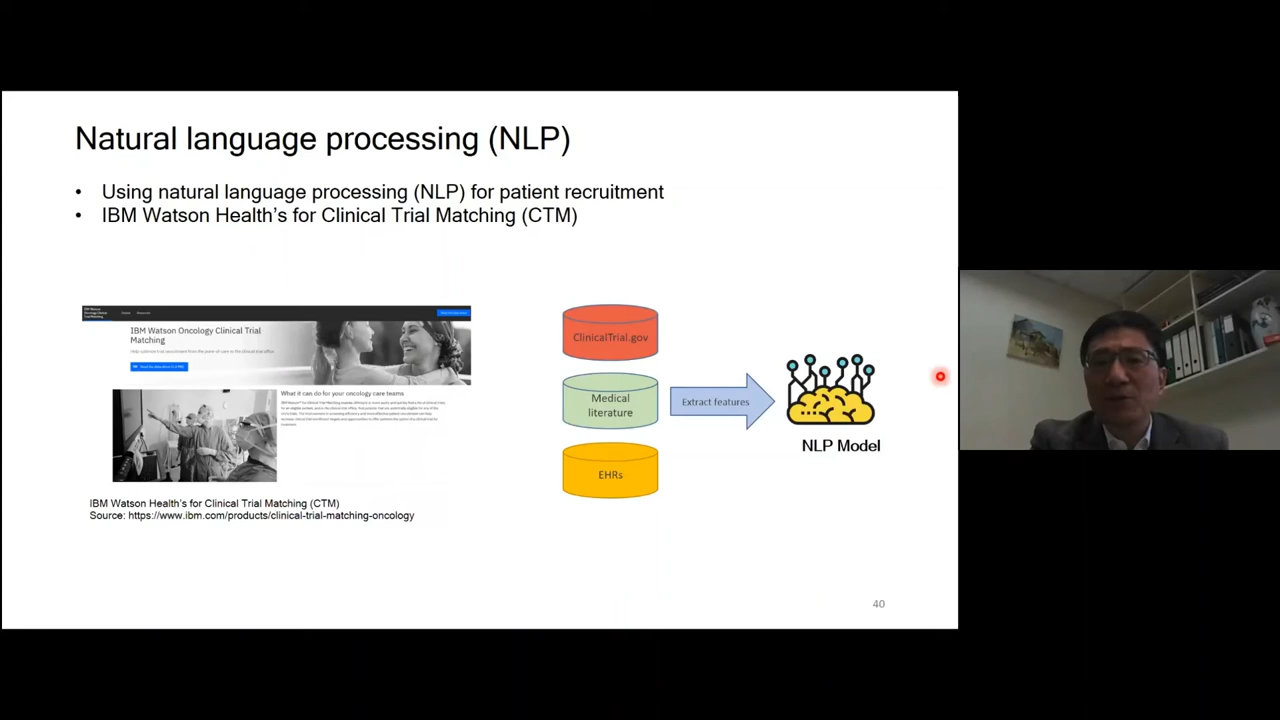 Natural language processing (NLP)
• Using natural language processing (NLP) for patient recruitment
• IBM Watson Health's for Clinical Trial Matching (CTM)
IBM Watson Oncology Clinical Trial
Matching
What it can do for your oncology care teams
IBM Watson Health's for Clinical Trial Matching (CTM)
Source: https://www.ibm.com/products/clinical-trial-matching-oncology
ClinicalTrial.gov
Medical
literature
EHRs
Extract features
NLP Model
40